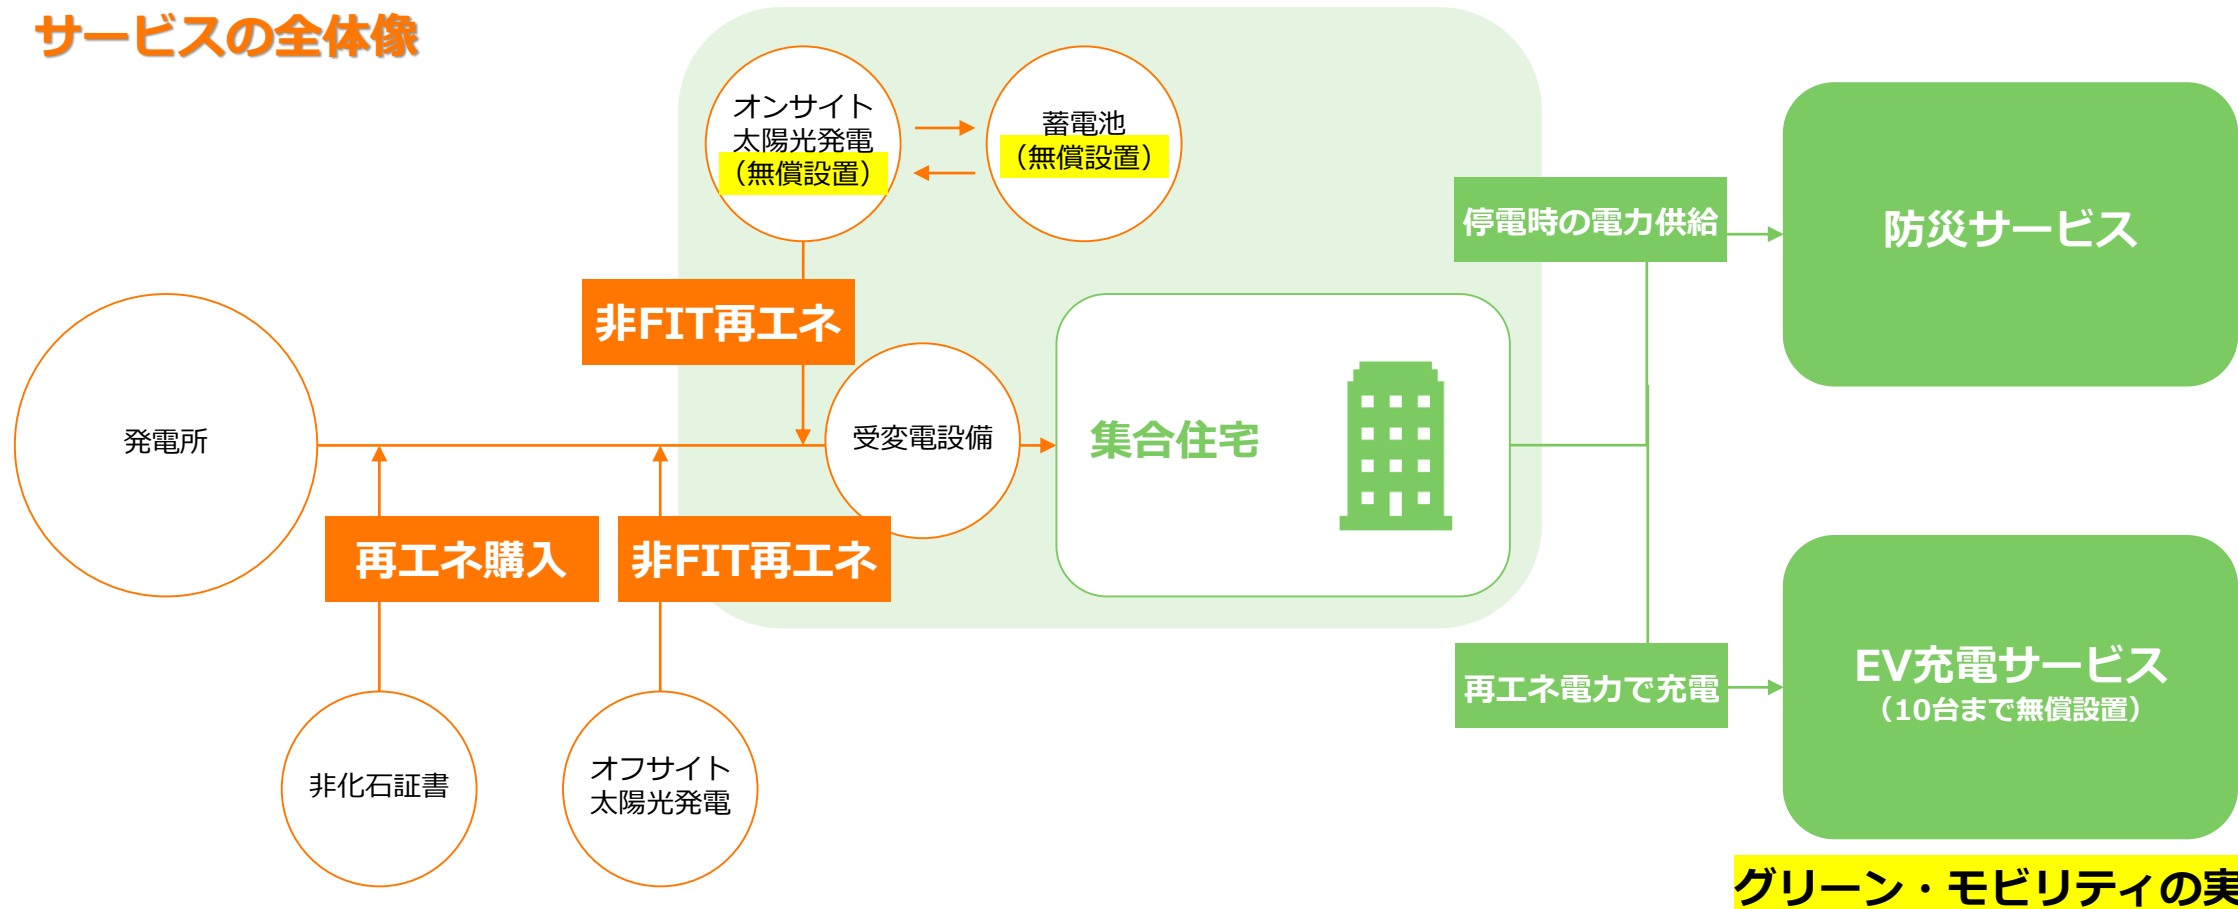 サービスの全体像
オンサイト
太陽光発電
（無償設置）
蓄電池
（無償設置）
停電時の電力供給
防災サービス
非FIT再エネ
発電所
受変電設備
集合住宅
再エネ購入
非FIT再エネ
再エネ電力で充電
EV充電サービス
（10台まで無償設置）
非化石証書
オフサイト
太陽光発電
グリーン・モビリティの実